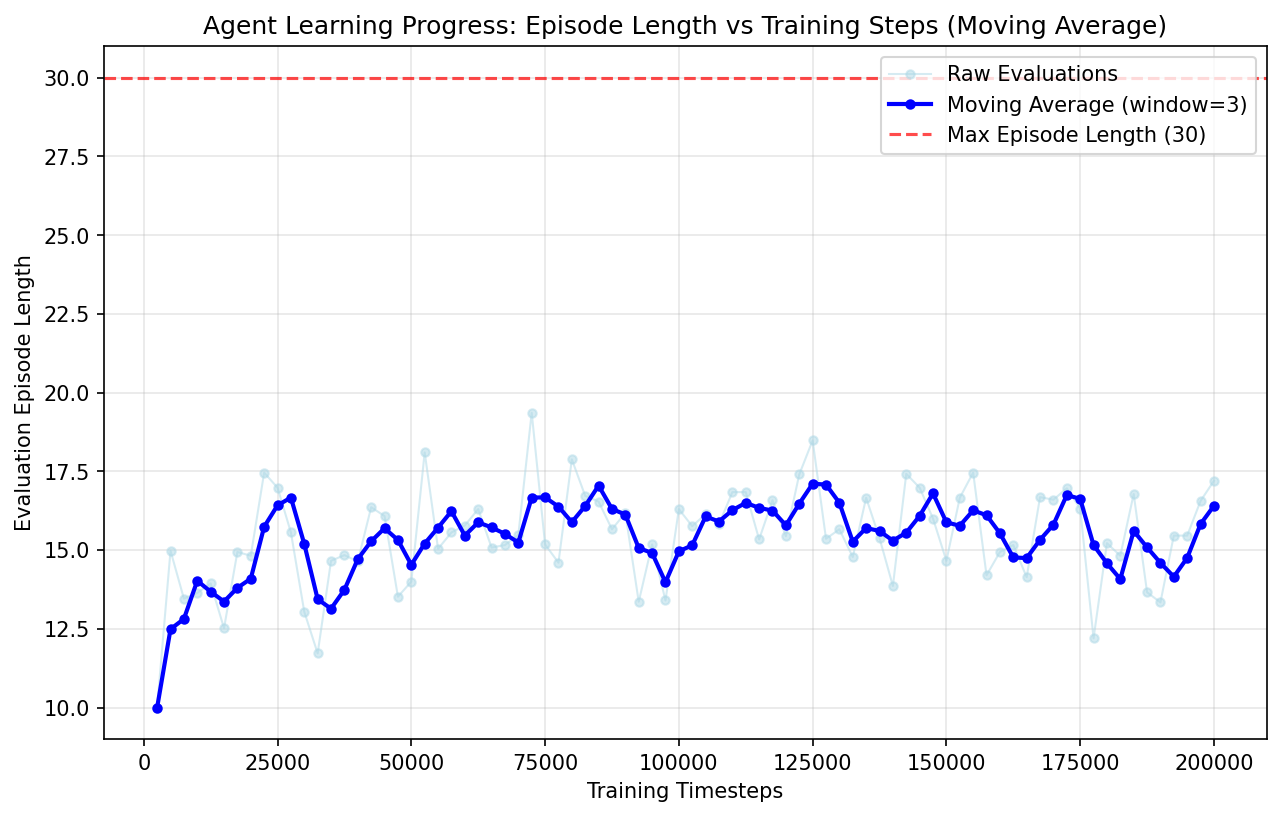 Agent Learning Progress: Episode Length vs Training Steps (Moving Average)
Raw Evaluations
Moving Average (window=3)
Max Episode Length (30)
Evaluation Episode Length
30.0
27.5
25.0
22.5
20.0
17.5
15.0
12.5
10.0
0 25000 50000 75000 100000 125000 150000 175000 200000
Training Timesteps